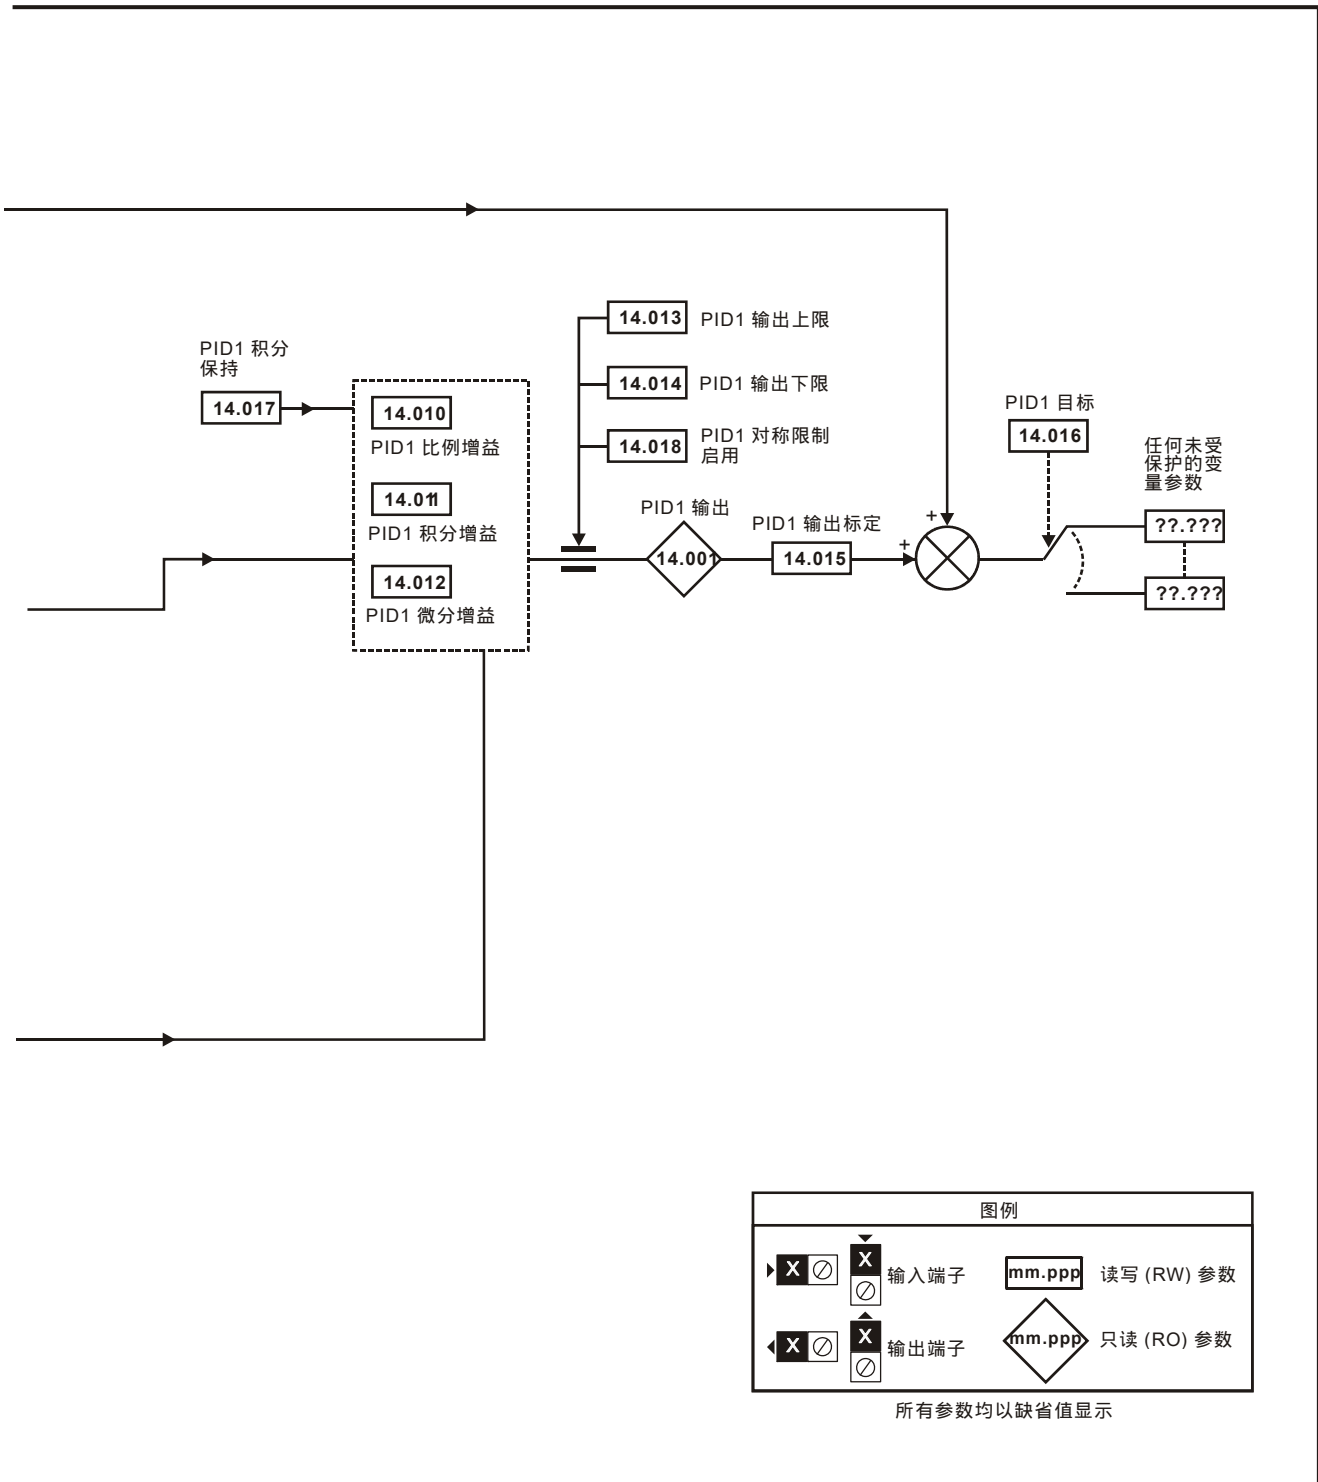 14.013 PID1 输出上限
PID1 积分
保持
14.017
14.014 PID1 输出下限
14.010
PID1 比例增益
14.018 PID1 对称限制
启用
PID1 目标
14.016
任何未受
保护的变
量参数
14.011
PID1 积分增益
PID1 输出
PID1 输出标定
+
??.???
14.001
14.015
+
14.012
PID1 微分增益
??.???
图例
X
X
输入端子
mm.ppp 读写 (RW) 参数
X
X
输出端子
mm.ppp 只读 (RO) 参数
所有参数均以缺省值显示